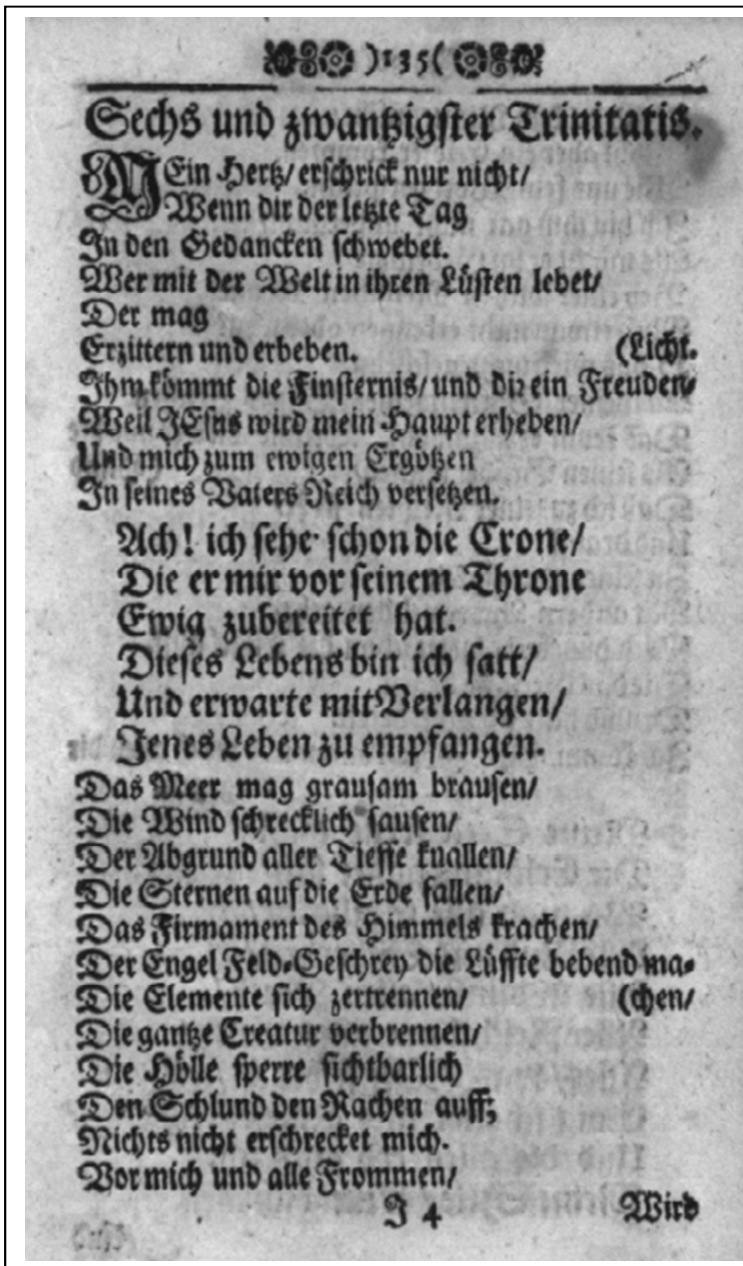 )135(
Sechs und zwantzigster Trinitatis.
MEin Hertz/ erschrick nur nicht/
Wenn dir der letzte Tag
In den Gedancken schwebet.
Wer mit der Welt in ihren Lüsten lebet/
Der mag
Erzittern und erbeben. (Licht.
Ihm kömmt die Finsternis/ und dir ein Freuden-
Weil JEsus wird mein Haupt erheben/
Und mich zum ewigen Ergötzen
In seines Vaters Reich versetzen.
Ach! ich sehe schon die Crone/
Die er mir vor seinem Throne
Ewig zubereitet hat.
Dieses Lebens bin ich satt/
Und erwarte mit Verlangen/
Jenes Leben zu empfangen.
Das Meer mag grausam brausen/
Die Wind schrecklich sausen/
Der Abgrund aller Tieffe knallen/
Die Sternen auf die Erde fallen/
Das Firmament des Himmels krachen/
Der Engel Feld-Geschrey die Lüffte bebend ma-
Die Elemente sich zertrennen/ (chen/
Die gantze Creatur verbrennen/
Die Hölle sperre sichtbarlich
Den Schlund den Rachen auff;
Nichts nicht erschrecket mich.
Vor mich und alle Frommen/
J 4 Wird